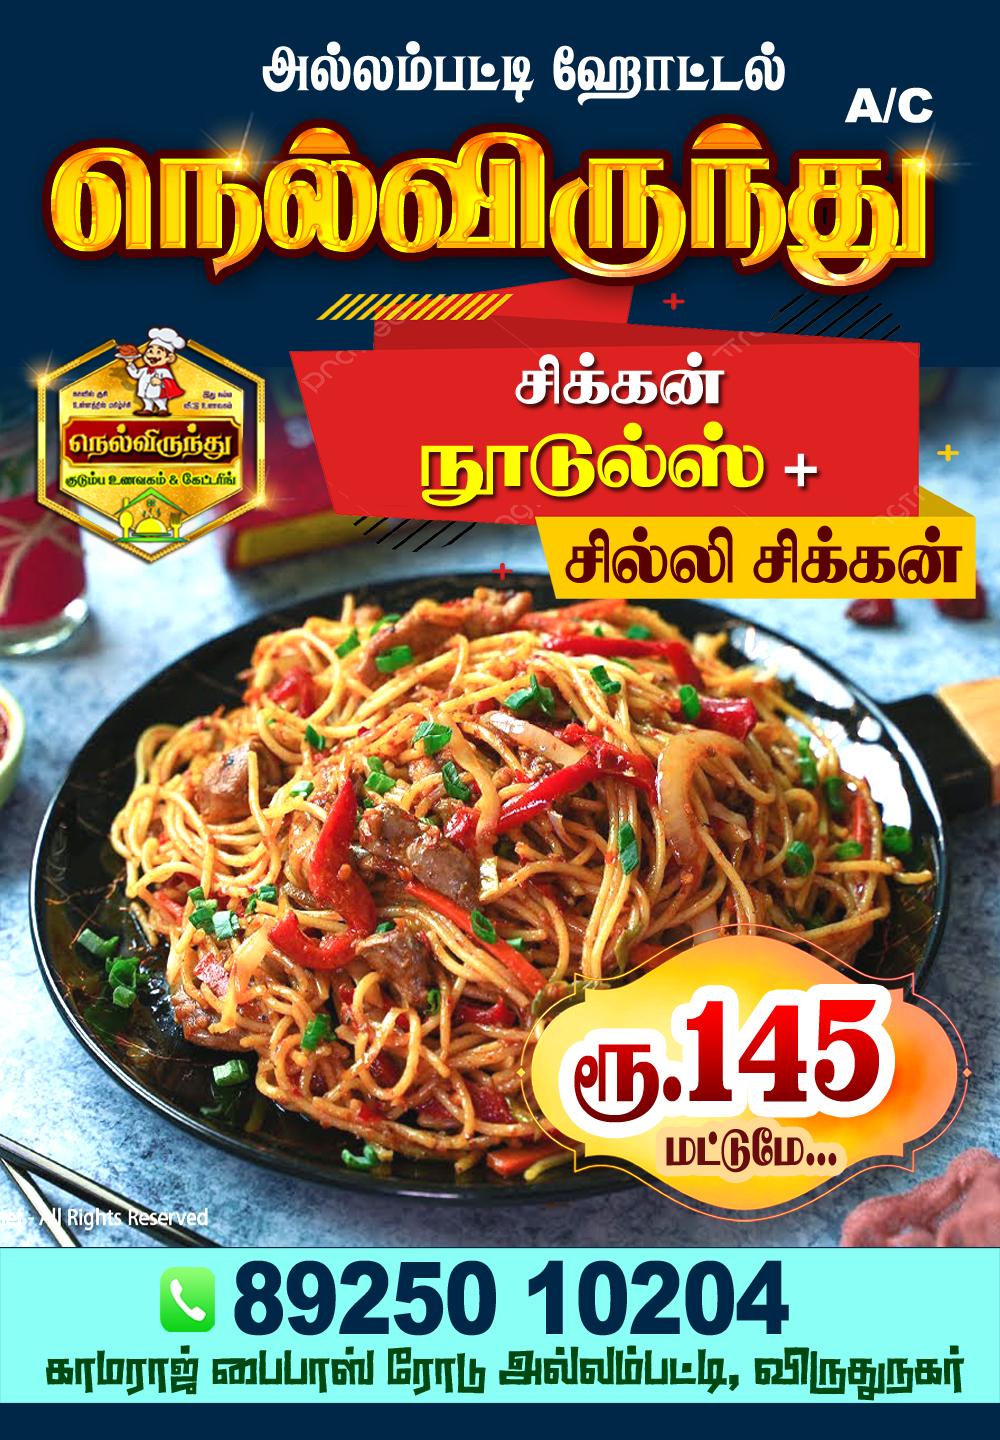 அல்லம்பட்டி ஹோட்டல்
A/C
நெல்விருந்து
சிக்கன்
நூடுல்ஸ் +
சில்லி சிக்கன்
நெல்விருந்து
குடும்ப உணவகம் & கேட்டரிங்
ரூ.145
மட்டுமே...
All Rights Reserved
89250 10204
காமராஜ் பைபாஸ் ரோடு அல்லம்பட்டி, விருதுநகர்